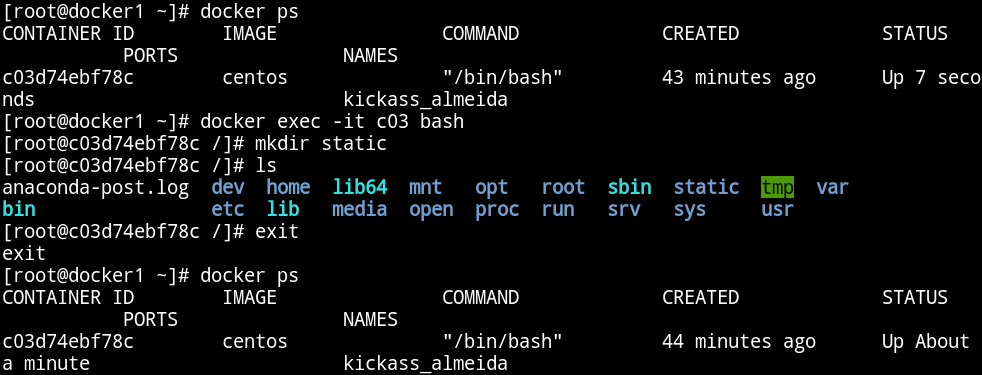 [root@docker1 ~]# docker ps
CONTAINER ID        IMAGE               COMMAND             CREATED             STATUS
           PORTS               NAMES
c03d74ebf78c        centos              "/bin/bash"         43 minutes ago      Up 7 seco
nds                            kickass_almeida
[root@docker1 ~]# docker exec -it c03 bash
[root@c03d74ebf78c /]# mkdir static
[root@c03d74ebf78c /]# ls
anaconda-post.log  dev  home  lib64  mnt   opt   root  sbin  static  tmp  var
bin                etc  lib   media  open  proc  run   srv   sys     usr
[root@c03d74ebf78c /]# exit
exit
[root@docker1 ~]# docker ps
CONTAINER ID        IMAGE               COMMAND             CREATED             STATUS
           PORTS               NAMES
c03d74ebf78c        centos              "/bin/bash"         44 minutes ago      Up About
a minute                       kickass_almeida